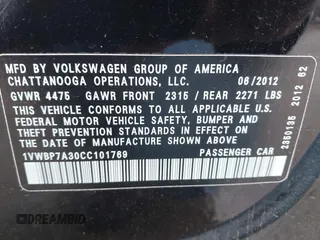 MFD BY VOLKSWAGEN GROUP OF AMERICA
CHATTANOOGA OPERATIONS, LLC. 06/2012
GVWR 4475 GAWR FRONT 2315 / REAR 2271 LBS
THIS VEHICLE CONFORMS TO ALL APPLICABLE U.S.
FEDERAL MOTOR VEHICLE SAFETY, BUMPER AND
THEFT PREVENTION STANDARDS IN EFFECT ON THE
DATE OF MANUFACTURE SHOWN ABOVE
1VWBP7A30CC101769 PASSENGER CAR
2350135 2012 62